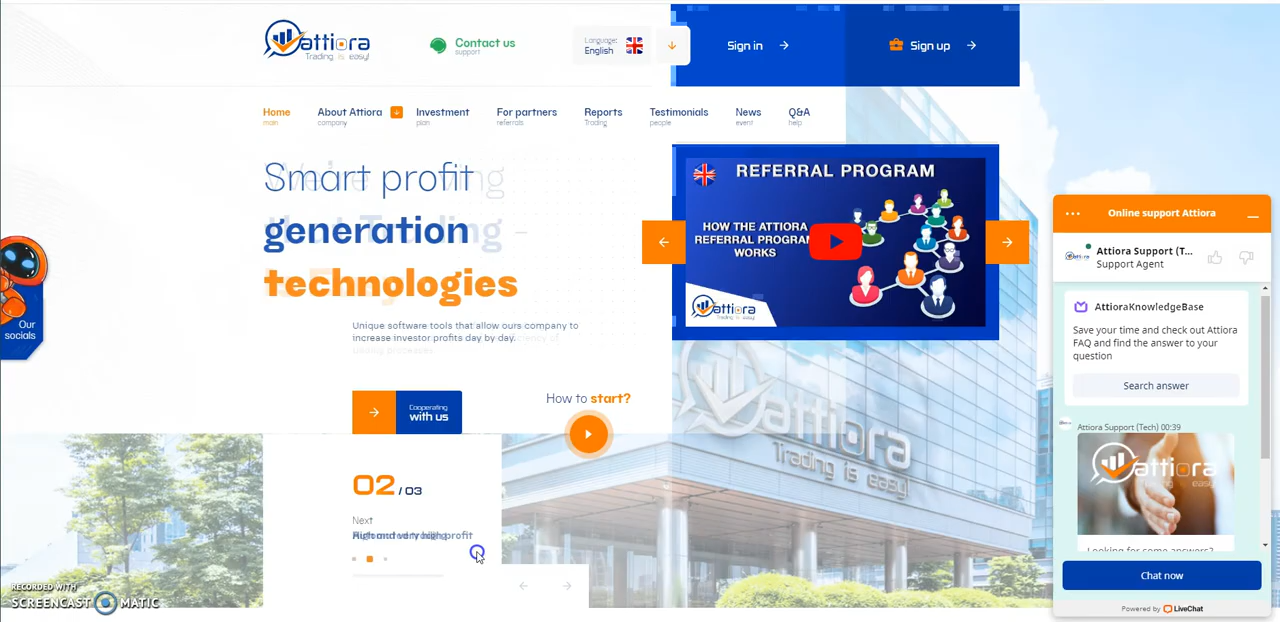 attiora
Trading is easy!
Contact us
support
Language:
English
Sign in
Sign up
Home
main
About Attiora
company
Investment
plan
For partners
referrals
Reports
Trading
Testimonials
people
News
event
Q&A
help
Smart profit
generation
technologies
Unique software tools that allow ours company to
increase investor profits day by day.
Cooperating
with us
How to start?
02 / 03
Next
REFERRAL PROGRAM
HOW THE ATTIORA
REFERRAL PROGRAM
WORKS
attiora
attiora
Trading is easy!
Our
socials
Online support Attiora
Attiora Support (T...
Support Agent
AttioraKnowledgeBase
Save your time and check out Attiora
FAQ and find the answer to your
question
Search answer
Attiora Support (Tech) 00:39
attiora
Looking for some answers?
Chat now
Powered by LiveChat
RECORDED WITH
SCREENCAST MATIC